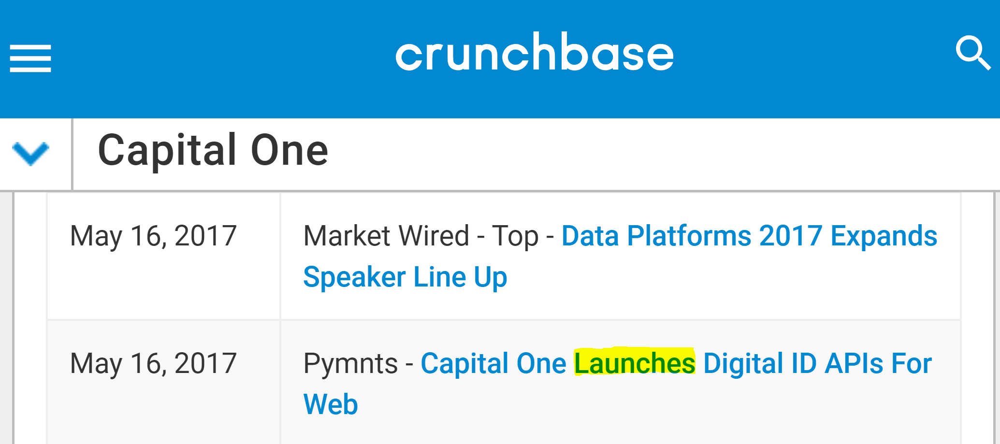 crunchbase
Capital One
May 16, 2017
Market Wired - Top - Data Platforms 2017 Expands
Speaker Line Up
May 16, 2017
Pymnts - Capital One Launches Digital ID APIs For
Web